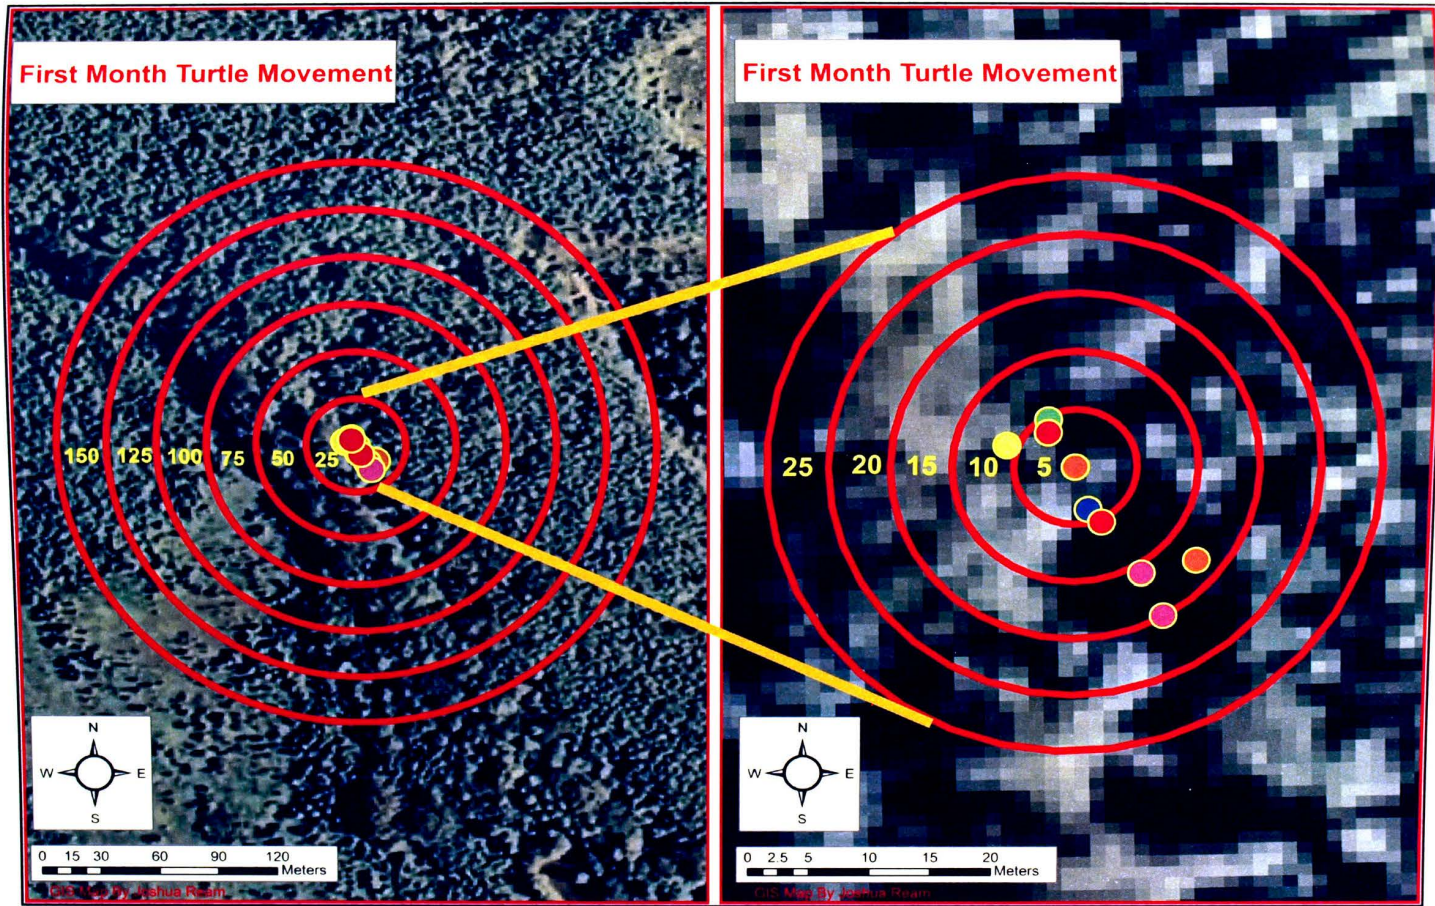 First Month Turtle Movement
150 125 100 75 50 25
N
W E
S
0 15 30 60 90 120
Meters
GIS Map By Joshua Ream
First Month Turtle Movement
25 20 15 10 5
N
W E
S
0 2.5 5 10 15 20
Meters
GIS Map By Joshua Ream